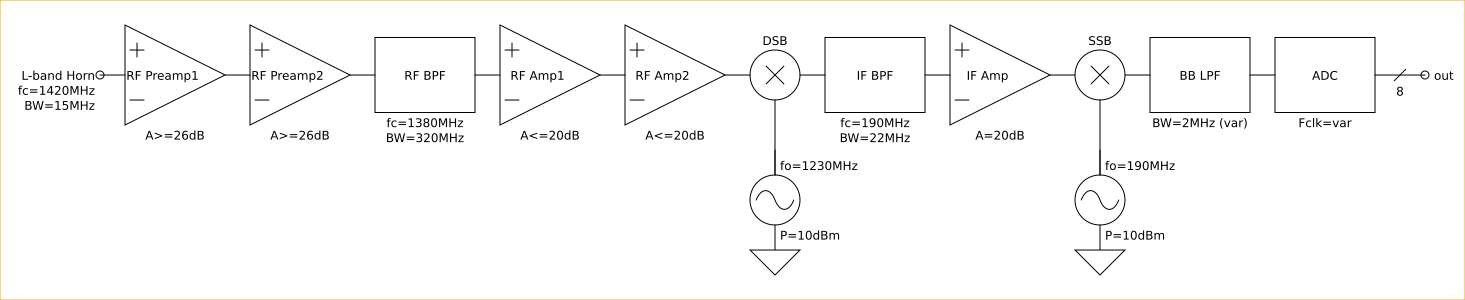 L-band Horn
fc=1420MHz
BW=15MHz
RF Preamp1
A>=26dB
RF Preamp2
A>=26dB
RF BPF
fc=1380MHz
BW=320MHz
RF Amp1
A<=20dB
RF Amp2
A<=20dB
DSB
fo=1230MHz
P=10dBm
IF BPF
fc=190MHz
BW=22MHz
IF Amp
A=20dB
SSB
fo=190MHz
P=10dBm
BB LPF
BW=2MHz (var)
ADC
Fclk=var
8
out